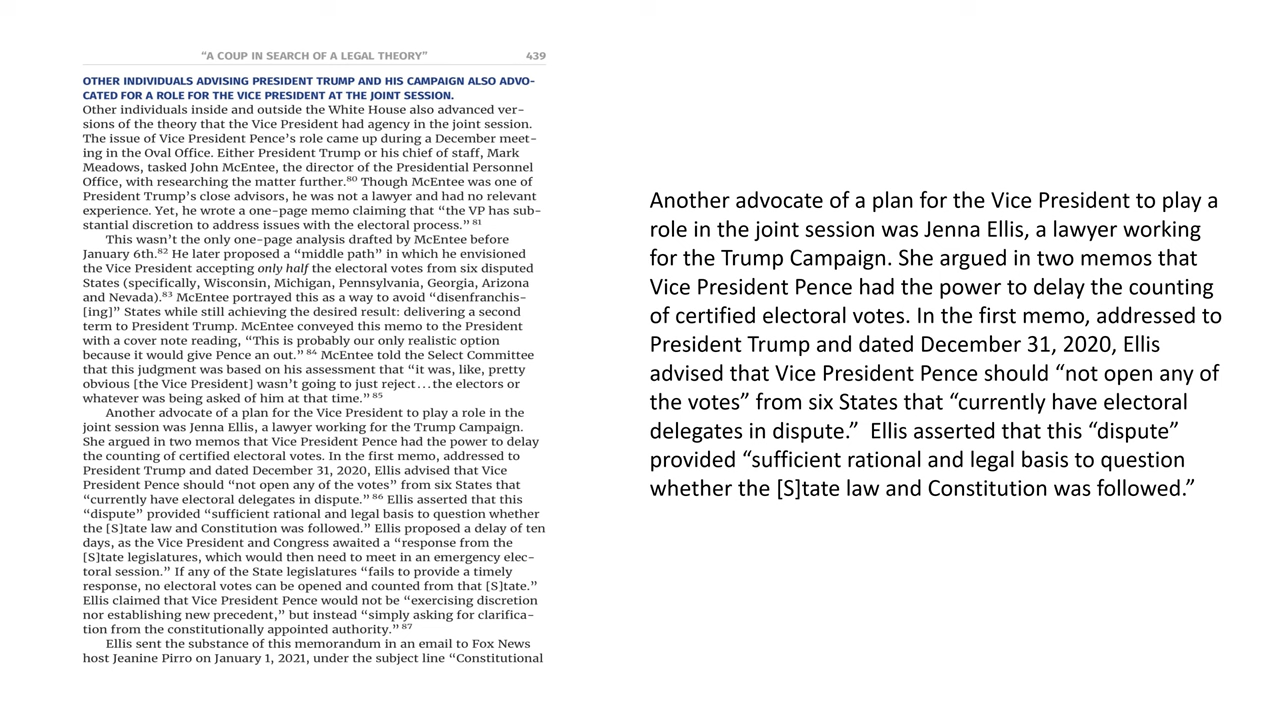 “A COUP IN SEARCH OF A LEGAL THEORY” 439
OTHER INDIVIDUALS ADVISING PRESIDENT TRUMP AND HIS CAMPAIGN ALSO ADVO-
CATED FOR A ROLE FOR THE VICE PRESIDENT AT THE JOINT SESSION.
Other individuals inside and outside the White House also advanced ver-
sions of the theory that the Vice President had agency in the joint session.
The issue of Vice President Pence’s role came up during a December meet-
ing in the Oval Office. Either President Trump or his chief of staff, Mark
Meadows, tasked John McEntee, the director of the Presidential Personnel
Office, with researching the matter further.80 Though McEntee was one of
President Trump’s close advisors, he was not a lawyer and had no relevant
experience. Yet, he wrote a one-page memo claiming that “the VP has sub-
stantial discretion to address issues with the electoral process.” 81
This wasn’t the only one-page analysis drafted by McEntee before
January 6th.82 He later proposed a “middle path” in which he envisioned
the Vice President accepting only half the electoral votes from six disputed
States (specifically, Wisconsin, Michigan, Pennsylvania, Georgia, Arizona
and Nevada).83 McEntee portrayed this as a way to avoid “disenfranchis-
[ing]” States while still achieving the desired result: delivering a second
term to President Trump. McEntee conveyed this memo to the President
with a cover note reading, “This is probably our only realistic option
because it would give Pence an out.” 84 McEntee told the Select Committee
that this judgment was based on his assessment that “it was, like, pretty
obvious [the Vice President] wasn’t going to just reject . . . the electors or
whatever was being asked of him at that time.” 85
Another advocate of a plan for the Vice President to play a role in the
joint session was Jenna Ellis, a lawyer working for the Trump Campaign.
She argued in two memos that Vice President Pence had the power to delay
the counting of certified electoral votes. In the first memo, addressed to
President Trump and dated December 31, 2020, Ellis advised that Vice
President Pence should “not open any of the votes” from six States that
“currently have electoral delegates in dispute.” 86 Ellis asserted that this
“dispute” provided “sufficient rational and legal basis to question whether
the [S]tate law and Constitution was followed.” Ellis proposed a delay of ten
days, as the Vice President and Congress awaited a “response from the
[S]tate legislatures, which would then need to meet in an emergency elec-
toral session.” If any of the State legislatures “fails to provide a timely
response, no electoral votes can be opened and counted from that [S]tate.”
Ellis claimed that Vice President Pence would not be “exercising discretion
nor establishing new precedent,” but instead “simply asking for clarifica-
tion from the constitutionally appointed authority.” 87
Ellis sent the substance of this memorandum in an email to Fox News
host Jeanine Pirro on January 1, 2021, under the subject line “Constitutional
Another advocate of a plan for the Vice President to play a
role in the joint session was Jenna Ellis, a lawyer working
for the Trump Campaign. She argued in two memos that
Vice President Pence had the power to delay the counting
of certified electoral votes. In the first memo, addressed to
President Trump and dated December 31, 2020, Ellis
advised that Vice President Pence should “not open any of
the votes” from six States that “currently have electoral
delegates in dispute.”  Ellis asserted that this “dispute”
provided “sufficient rational and legal basis to question
whether the [S]tate law and Constitution was followed.”